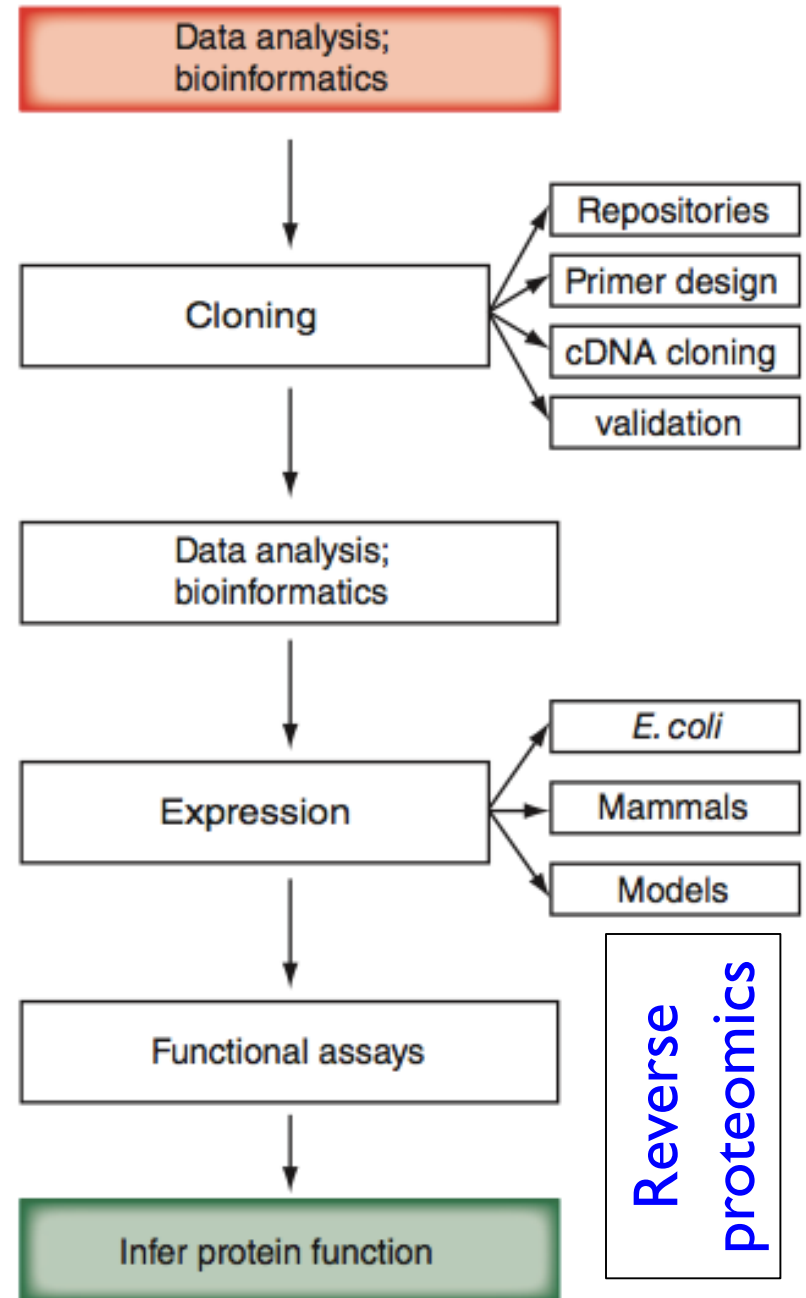 Data analysis;
bioinformatics
Cloning
Repositories
Primer design
cDNA cloning
validation
Data analysis;
bioinformatics
Expression
E. coli
Mammals
Models
Functional assays
Reverse
proteomics
Infer protein function